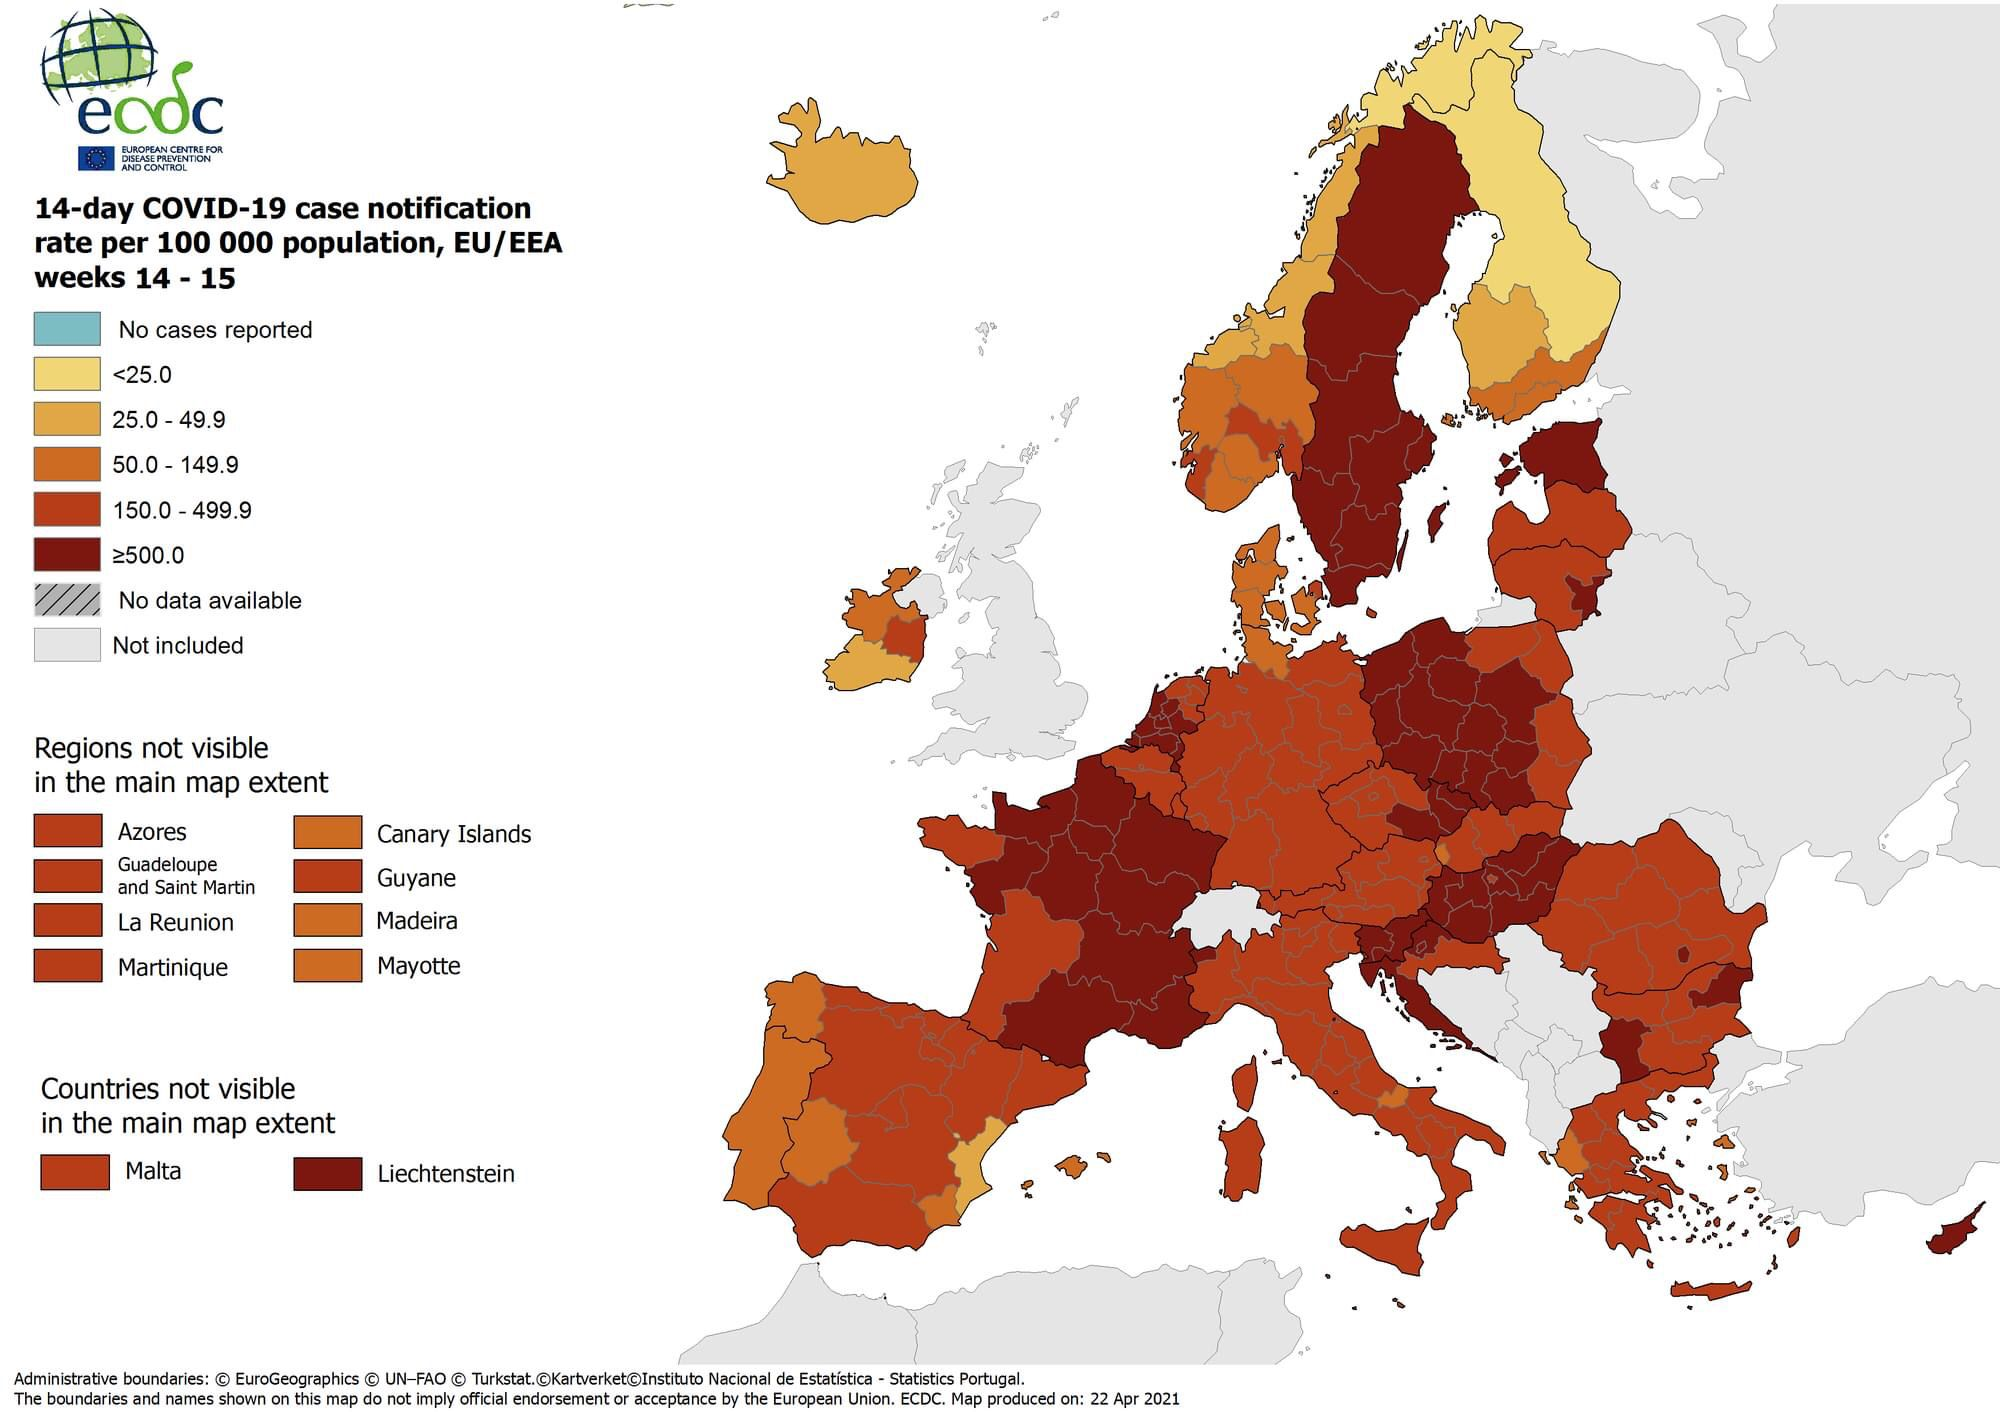 ecdc
EUROPEAN CENTRE FOR
DISEASE PREVENTION
AND CONTROL
14-day COVID-19 case notification
rate per 100 000 population, EU/EEA
weeks 14 - 15
No cases reported
<25.0
25.0 - 49.9
50.0 - 149.9
150.0 - 499.9
≥500.0
No data available
Not included
Regions not visible
in the main map extent
Azores
Guadeloupe
and Saint Martin
La Reunion
Martinique
Canary Islands
Guyane
Madeira
Mayotte
Countries not visible
in the main map extent
Malta
Liechtenstein
Administrative boundaries: © EuroGeographics © UN–FAO © Turkstat.©Kartverket©Instituto Nacional de Estatística - Statistics Portugal.
The boundaries and names shown on this map do not imply official endorsement or acceptance by the European Union. ECDC. Map produced on: 22 Apr 2021